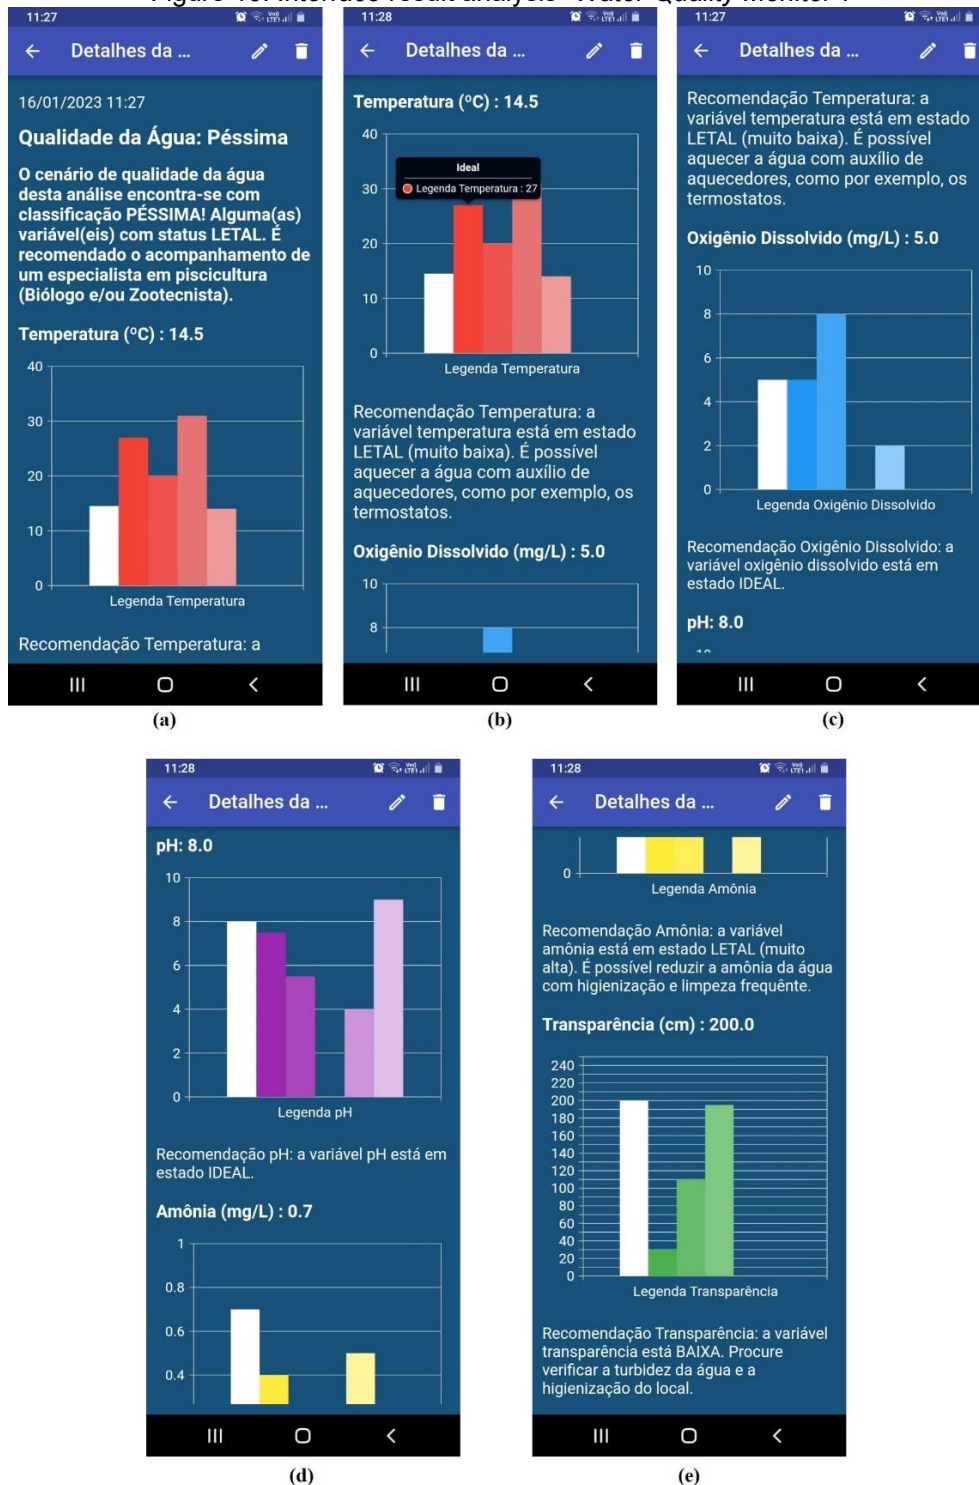 11:27
Detalhes da ...
16/01/2023 11:27
Qualidade da Água: Péssima
O cenário de qualidade da água
desta análise encontra-se com
classificação PÉSSIMA! Alguma(as)
variável(eis) com status LETAL. É
recomendado o acompanhamento de
um especialista em piscicultura
(Biólogo e/ou Zootecnista).
Temperatura (ºC) : 14.5
40
30
20
10
0
Legenda Temperatura
Recomendação Temperatura: a
(a)
11:28
Detalhes da ...
Temperatura (ºC) : 14.5
40
Ideal
Legenda Temperatura : 27
30
20
10
0
Legenda Temperatura
Recomendação Temperatura: a
variável temperatura está em estado
LETAL (muito baixa). É possível
aquecer a água com auxílio de
aquecedores, como por exemplo, os
termostatos.
Oxigênio Dissolvido (mg/L) : 5.0
10
8
(b)
11:27
Detalhes da ...
Recomendação Temperatura: a
variável temperatura está em estado
LETAL (muito baixa). É possível
aquecer a água com auxílio de
aquecedores, como por exemplo, os
termostatos.
Oxigênio Dissolvido (mg/L) : 5.0
10
8
6
4
2
0
Legenda Oxigênio Dissolvido
Recomendação Oxigênio Dissolvido: a
variável oxigênio dissolvido está em
estado IDEAL.
pH: 8.0
(c)
11:28
Detalhes da ...
pH: 8.0
10
8
6
4
2
0
Legenda pH
Recomendação pH: a variável pH está em
estado IDEAL.
Amônia (mg/L) : 0.7
1
0.8
0.6
0.4
(d)
11:28
Detalhes da ...
0
Legenda Amônia
Recomendação Amônia: a variável
amônia está em estado LETAL (muito
alta). É possível reduzir a amônia da água
com higienização e limpeza frequênte.
Transparência (cm) : 200.0
240
220
200
180
160
140
120
100
80
60
40
20
0
Legenda Transparência
Recomendação Transparência: a variável
transparência está BAIXA. Procure
verificar a turbidez da água e a
higienização do local.
(e)